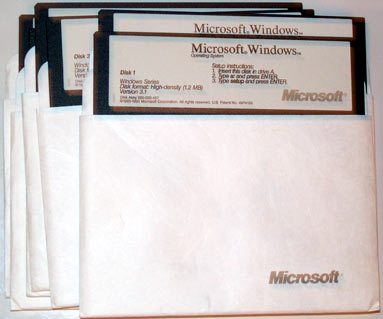 Microsoft Windows™
Disk 2
Microsoft Windows™
Operating System
Disk 1
Windows Series
Disk format: High-density (1.2 MB)
Version 3.1
Setup instructions:
1. Insert this disk in drive A.
2. Type a: and press ENTER.
3. Type setup and press ENTER.
Microsoft
Microsoft